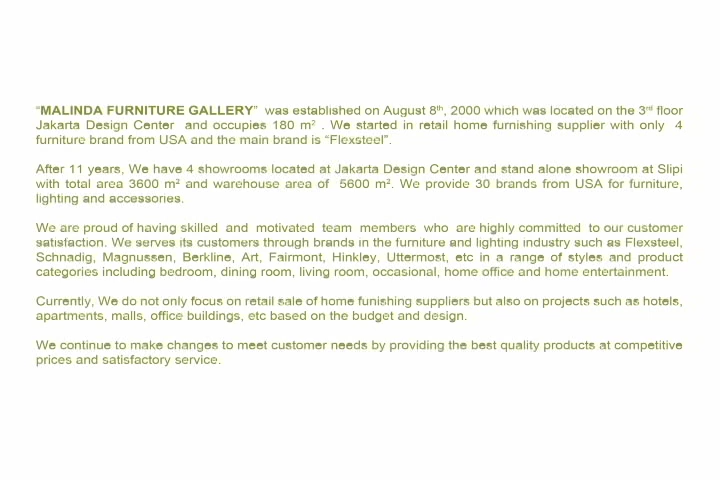 “MALINDA FURNITURE GALLERY” was established on August 8th, 2000 which was located on the 3rd floor
Jakarta Design Center and occupies 180 m² . We started in retail home furnishing supplier with only 4
furniture brand from USA and the main brand is “Flexsteel”.
After 11 years, We have 4 showrooms located at Jakarta Design Center and stand alone showroom at Slipi
with total area 3600 m² and warehouse area of 5600 m². We provide 30 brands from USA for furniture,
lighting and accessories.
We are proud of having skilled and motivated team members who are highly committed to our customer
satisfaction. We serves its customers through brands in the furniture and lighting industry such as Flexsteel,
Schnadig, Magnussen, Berkline, Art, Fairmont, Hinkley, Uttermost, etc in a range of styles and product
categories including bedroom, dining room, living room, occasional, home office and home entertainment.
Currently, We do not only focus on retail sale of home funishing suppliers but also on projects such as hotels,
apartments, malls, office buildings, etc based on the budget and design.
We continue to make changes to meet customer needs by providing the best quality products at competitive
prices and satisfactory service.